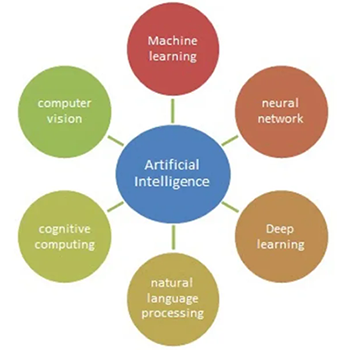 Machine
learning
computer
vision
neural
network
Artificial
Intelligence
cognitive
computing
Deep
learning
natural
language
processing